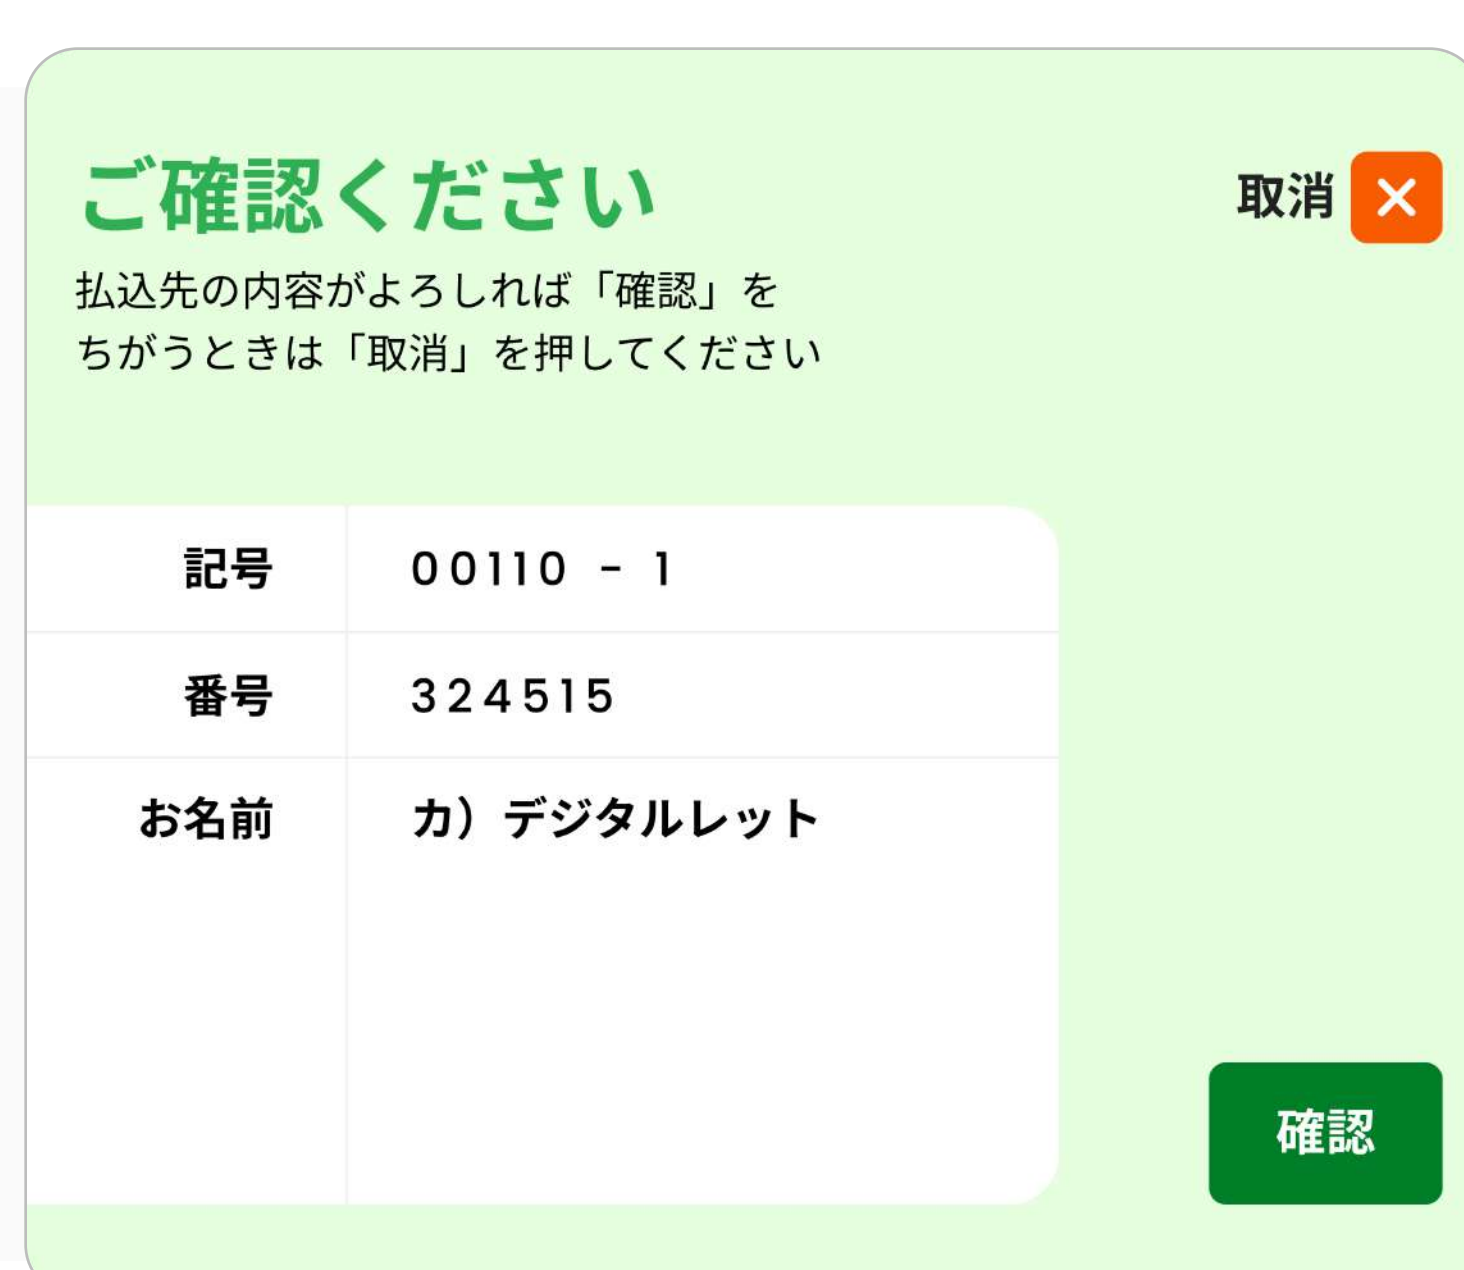 ご確認ください
取消
払込先の内容がよろしれば「確認」を
ちがうときは「取消」を押してください
記号 00110 - 1
番号 324515
お名前 カ）デジタルレット
確認